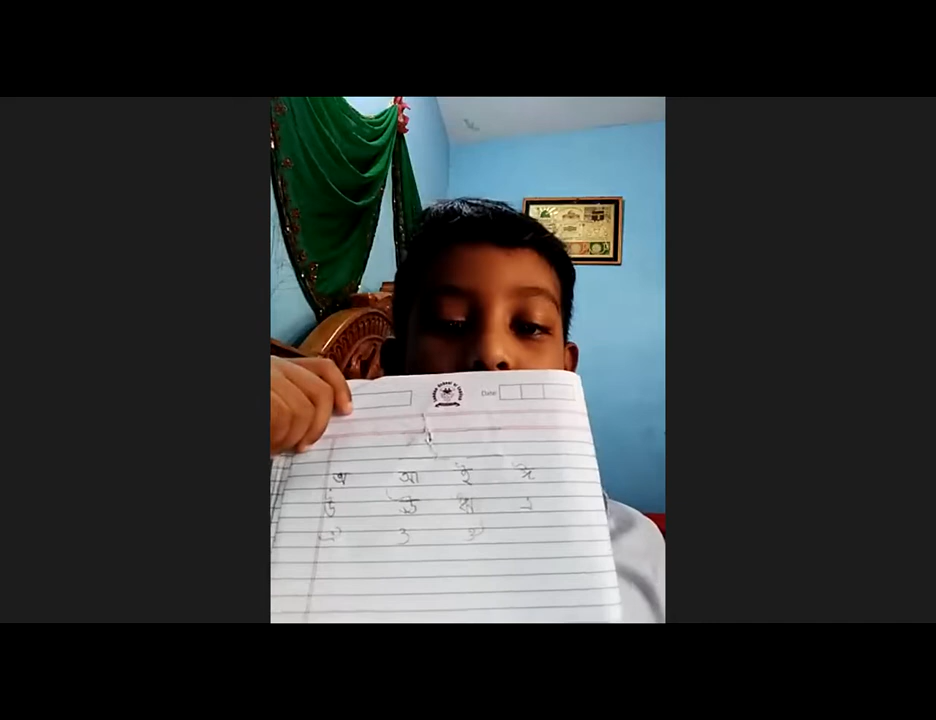 Date:
অ আ ই ঈ
উ ঊ ঋ এ
ঐ ও ঔ